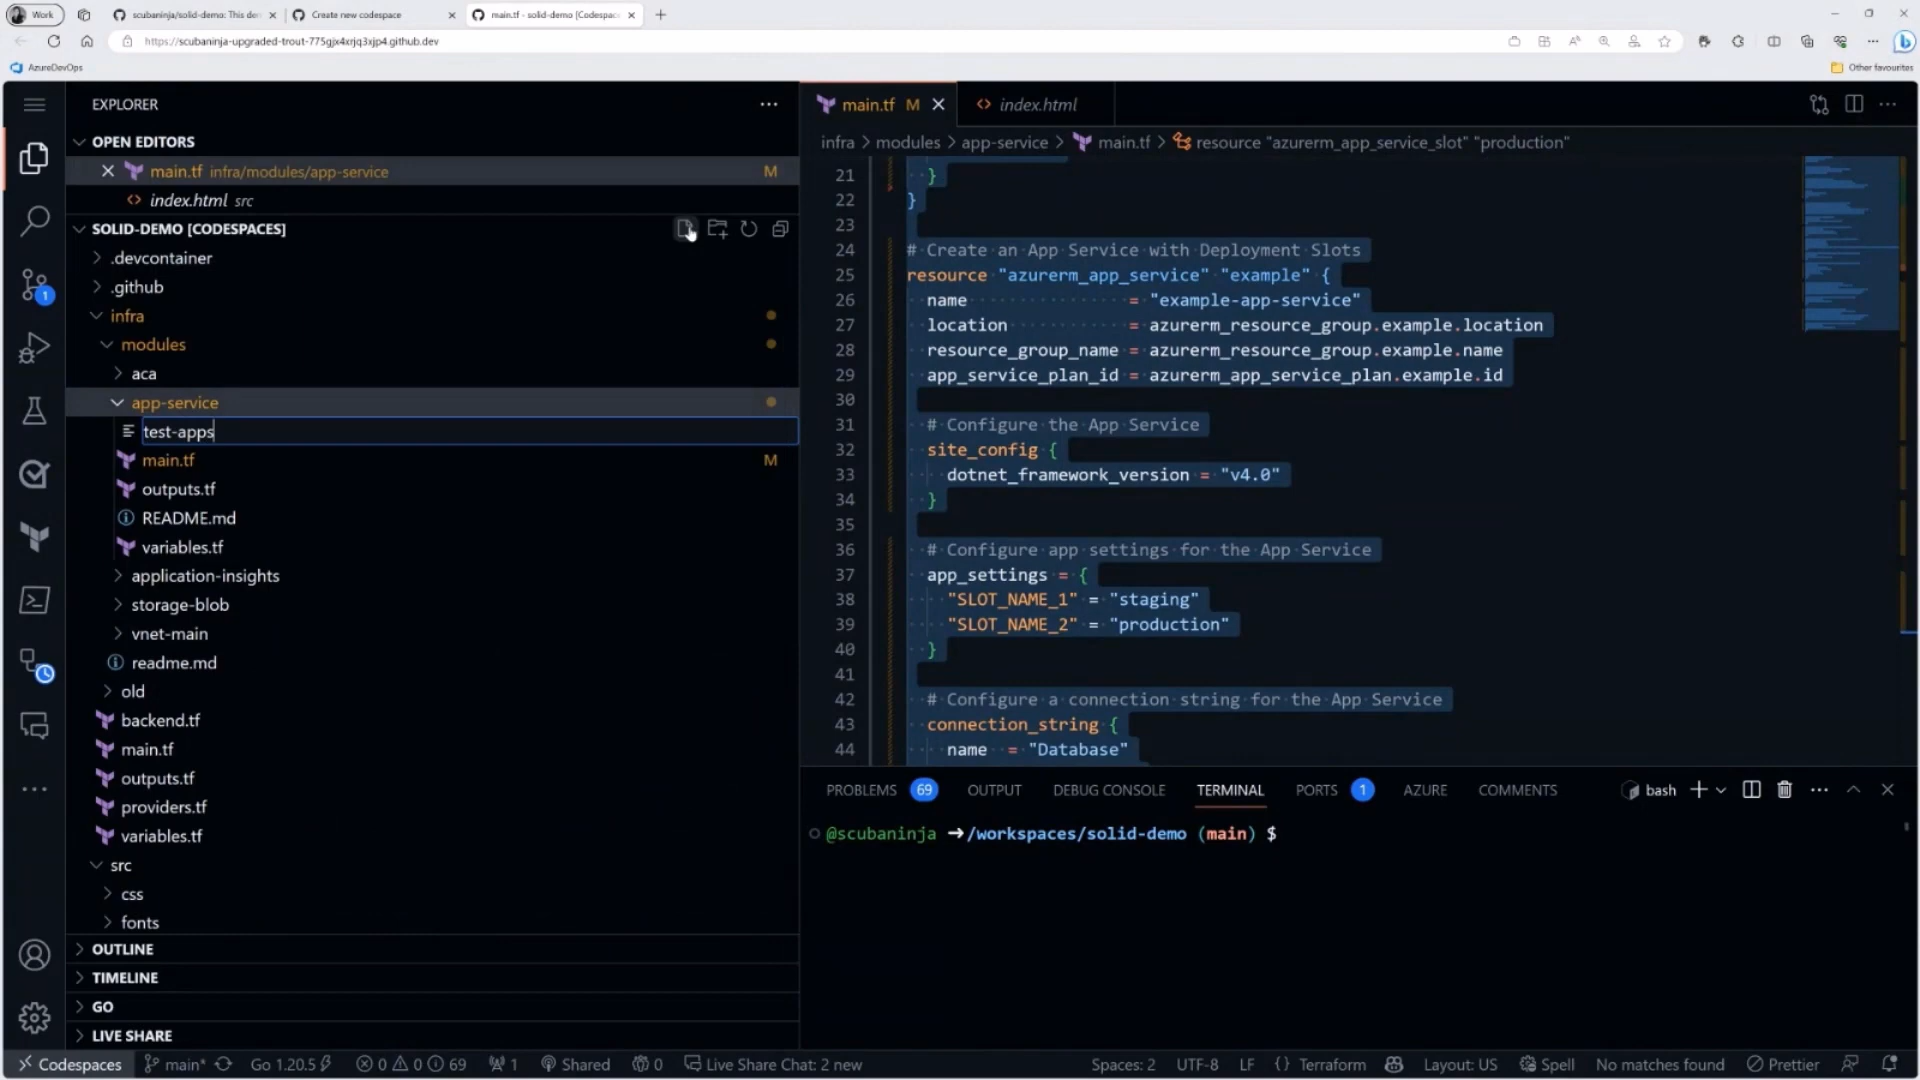 Work
scubaninja/solid-demo: This de
Create new codespace
main.tf - solid-demo [Codespac
https://scubaninja-upgraded-trout-775gjx4xrjq3xjp4.github.dev
AzureDevOps
Other favourites
EXPLORER
OPEN EDITORS
main.tf infra/modules/app-service M
index.html src
SOLID-DEMO [CODESPACES]
.devcontainer
.github
infra
modules
aca
app-service
test-apps
main.tf M
outputs.tf
README.md
variables.tf
application-insights
storage-blob
vnet-main
readme.md
old
backend.tf
main.tf
outputs.tf
providers.tf
variables.tf
src
css
fonts
OUTLINE
TIMELINE
GO
LIVE SHARE
main.tf M
index.html
infra > modules > app-service > main.tf > resource "azurerm_app_service_slot" "production"
21 }
22 }
23
24 # Create an App Service with Deployment Slots
25 resource "azurerm_app_service" "example" {
26 name = "example-app-service"
27 location = azurerm_resource_group.example.location
28 resource_group_name = azurerm_resource_group.example.name
29 app_service_plan_id = azurerm_app_service_plan.example.id
30
31 # Configure the App Service
32 site_config {
33 dotnet_framework_version = "v4.0"
34 }
35
36 # Configure app settings for the App Service
37 app_settings = {
38 "SLOT_NAME_1" = "staging"
39 "SLOT_NAME_2" = "production"
40 }
41
42 # Configure a connection string for the App Service
43 connection_string {
44 name = "Database"
PROBLEMS 69 OUTPUT DEBUG CONSOLE TERMINAL PORTS 1 AZURE COMMENTS bash
@scubaninja →/workspaces/solid-demo (main) $
Codespaces main* Go 1.20.5 0 0 69 1 Shared 0 Live Share Chat: 2 new Spaces: 2 UTF-8 LF {} Terraform Layout: US Spell No matches found Prettier